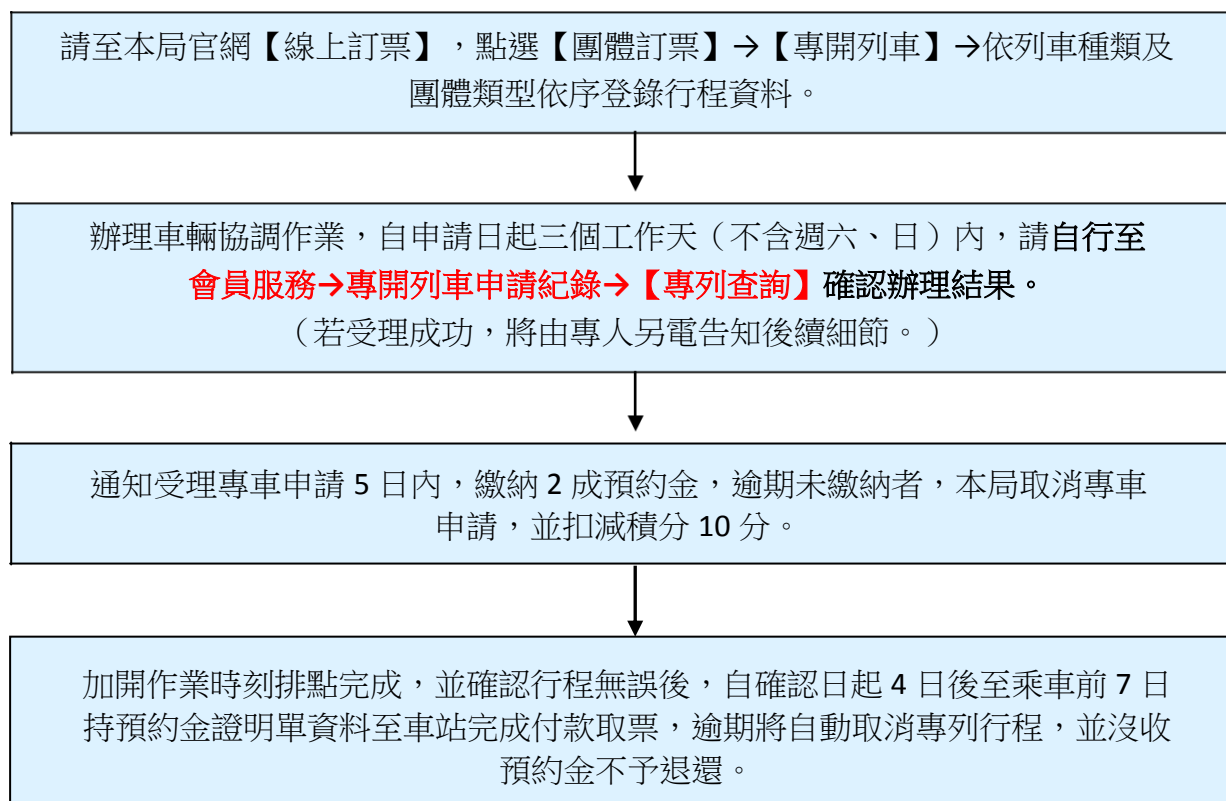 請至本局官網【線上訂票】，點選【團體訂票】→【專開列車】→依列車種類及
團體類型依序登錄行程資料。
辦理車輛協調作業，自申請日起三個工作天（不含週六、日）內，請自行至
會員服務→專開列車申請紀錄→【專列查詢】確認辦理結果。
（若受理成功，將由專人另電告知後續細節。）
通知受理專車申請 5 日內，繳納 2 成預約金，逾期未繳納者，本局取消專車
申請，並扣減積分 10 分。
加開作業時刻排點完成，並確認行程無誤後，自確認日起 4 日後至乘車前 7 日
持預約金證明單資料至車站完成付款取票，逾期將自動取消專列行程，並沒收
預約金不予退還。